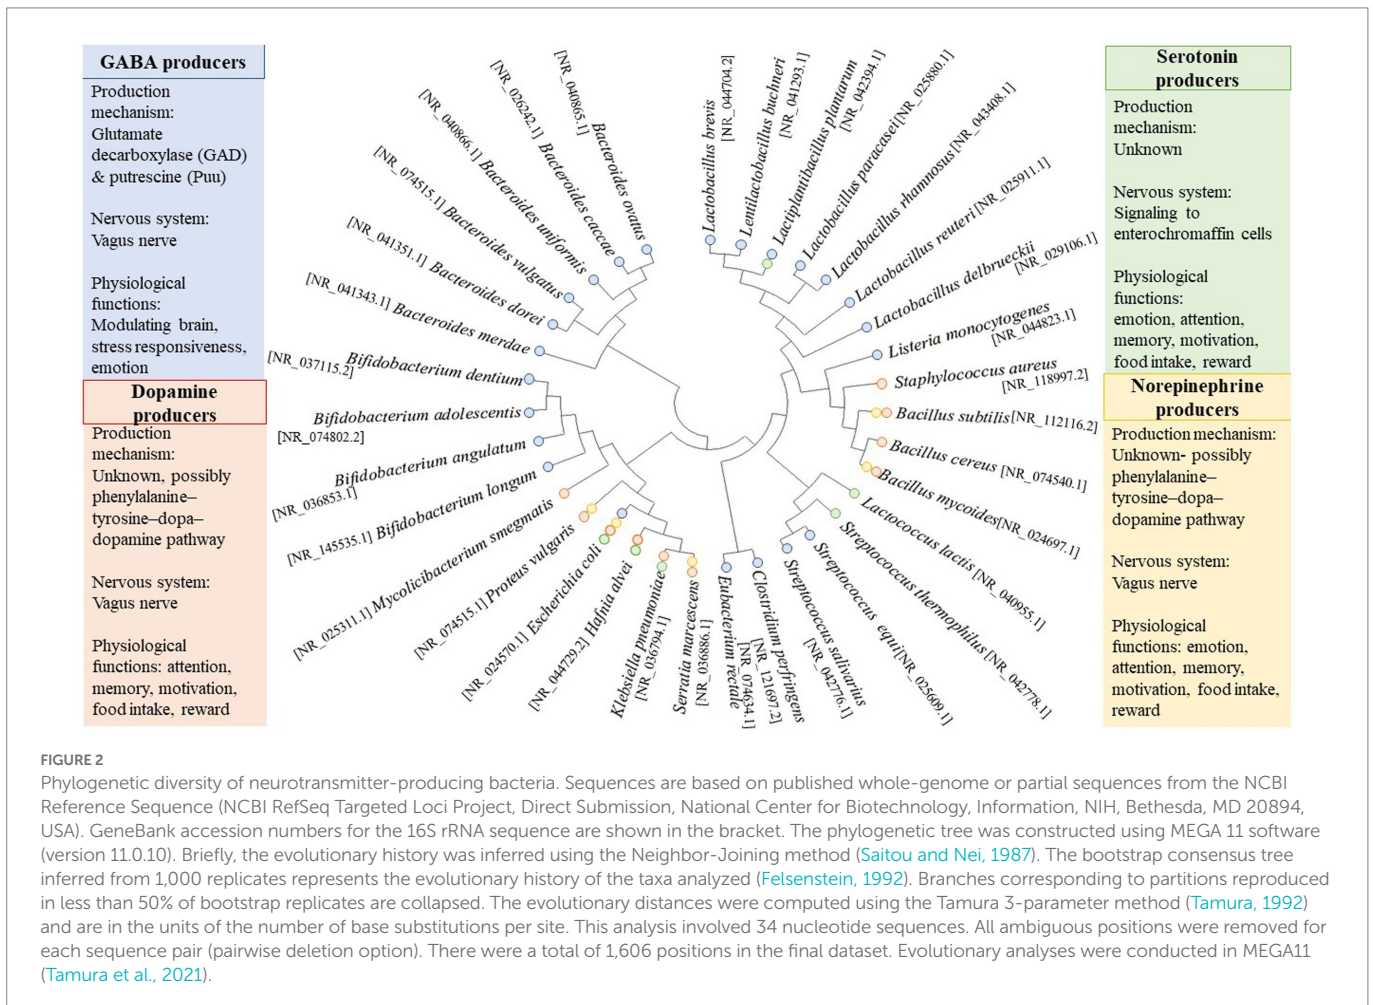 GABA producers
Production
mechanism:
Glutamate
decarboxylase (GAD)
& putrescine (Puu)
Nervous system:
Vagus nerve
Physiological
functions:
Modulating brain,
stress responsiveness,
emotion
Dopamine
producers
Production
mechanism:
Unknown, possibly
phenylalanine–
tyrosine–dopa–
dopamine pathway
Nervous system:
Vagus nerve
Physiological
functions: attention,
memory, motivation,
food intake, reward
[NR_040865.1]
Bacteroides ovatus
[NR_026242.1] Bacteroides caccae
[NR_040866.1] Bacteroides uniformis
[NR_074515.1] Bacteroides vulgatus
[NR_041351.1] Bacteroides dorei
[NR_041343.1] Bacteroides merdae
[NR_037115.2]
Bifidobacterium dentium
Bifidobacterium adolescentis
[NR_074802.2]
Bifidobacterium angulatum
[NR_036853.1]
[NR_145535.1] Bifidobacterium longum
[NR_025311.1] Mycolicibacterium smegmatis
[NR_074515.1] Proteus vulgaris
[NR_024570.1] Escherichia coli
[NR_044729.2] Hafnia alvei
Klebsiella pneumoniae
[NR_036794.1]
Serratia marcescens
[NR_036886.1]
Eubacterium rectale
[NR_074634.1]
Clostridium perfringens
[NR_121697.2]
Streptococcus salivarius
[NR_042776.1]
Streptococcus equi[NR_025609.1]
Streptococcus thermophilus [NR_042778.1]
Lactococcus lactis [NR_040955.1]
Bacillus mycoides[NR_024697.1]
Bacillus cereus [NR_074540.1]
Bacillus subtilis[NR_112116.2]
Staphylococcus aureus
[NR_118997.2]
Listeria monocytogenes
[NR_044823.1]
Lactobacillus delbrueckii
[NR_029106.1]
Lactobacillus reuteri [NR_025911.1]
Lactobacillus rhamnosus [NR_043408.1]
Lactobacillus paracasei[NR_025880.1]
Lactiplantibacillus plantarum
[NR_042394.1]
Lentilactobacillus buchneri
[NR_041293.1]
Lactobacillus brevis
[NR_044704.2]
Serotonin
producers
Production
mechanism:
Unknown
Nervous system:
Signaling to
enterochromaffin cells
Physiological
functions:
emotion, attention,
memory, motivation,
food intake, reward
Norepinephrine
producers
Production mechanism:
Unknown- possibly
phenylalanine–
tyrosine–dopa–
dopamine pathway
Nervous system:
Vagus nerve
Physiological
functions: emotion,
attention, memory,
motivation, food intake,
reward
FIGURE 2
Phylogenetic diversity of neurotransmitter-producing bacteria. Sequences are based on published whole-genome or partial sequences from the NCBI
Reference Sequence (NCBI RefSeq Targeted Loci Project, Direct Submission, National Center for Biotechnology, Information, NIH, Bethesda, MD 20894,
USA). GeneBank accession numbers for the 16S rRNA sequence are shown in the bracket. The phylogenetic tree was constructed using MEGA 11 software
(version 11.0.10). Briefly, the evolutionary history was inferred using the Neighbor-Joining method (Saitou and Nei, 1987). The bootstrap consensus tree
inferred from 1,000 replicates represents the evolutionary history of the taxa analyzed (Felsenstein, 1992). Branches corresponding to partitions reproduced
in less than 50% of bootstrap replicates are collapsed. The evolutionary distances were computed using the Tamura 3-parameter method (Tamura, 1992)
and are in the units of the number of base substitutions per site. This analysis involved 34 nucleotide sequences. All ambiguous positions were removed for
each sequence pair (pairwise deletion option). There were a total of 1,606 positions in the final dataset. Evolutionary analyses were conducted in MEGA11
(Tamura et al., 2021).